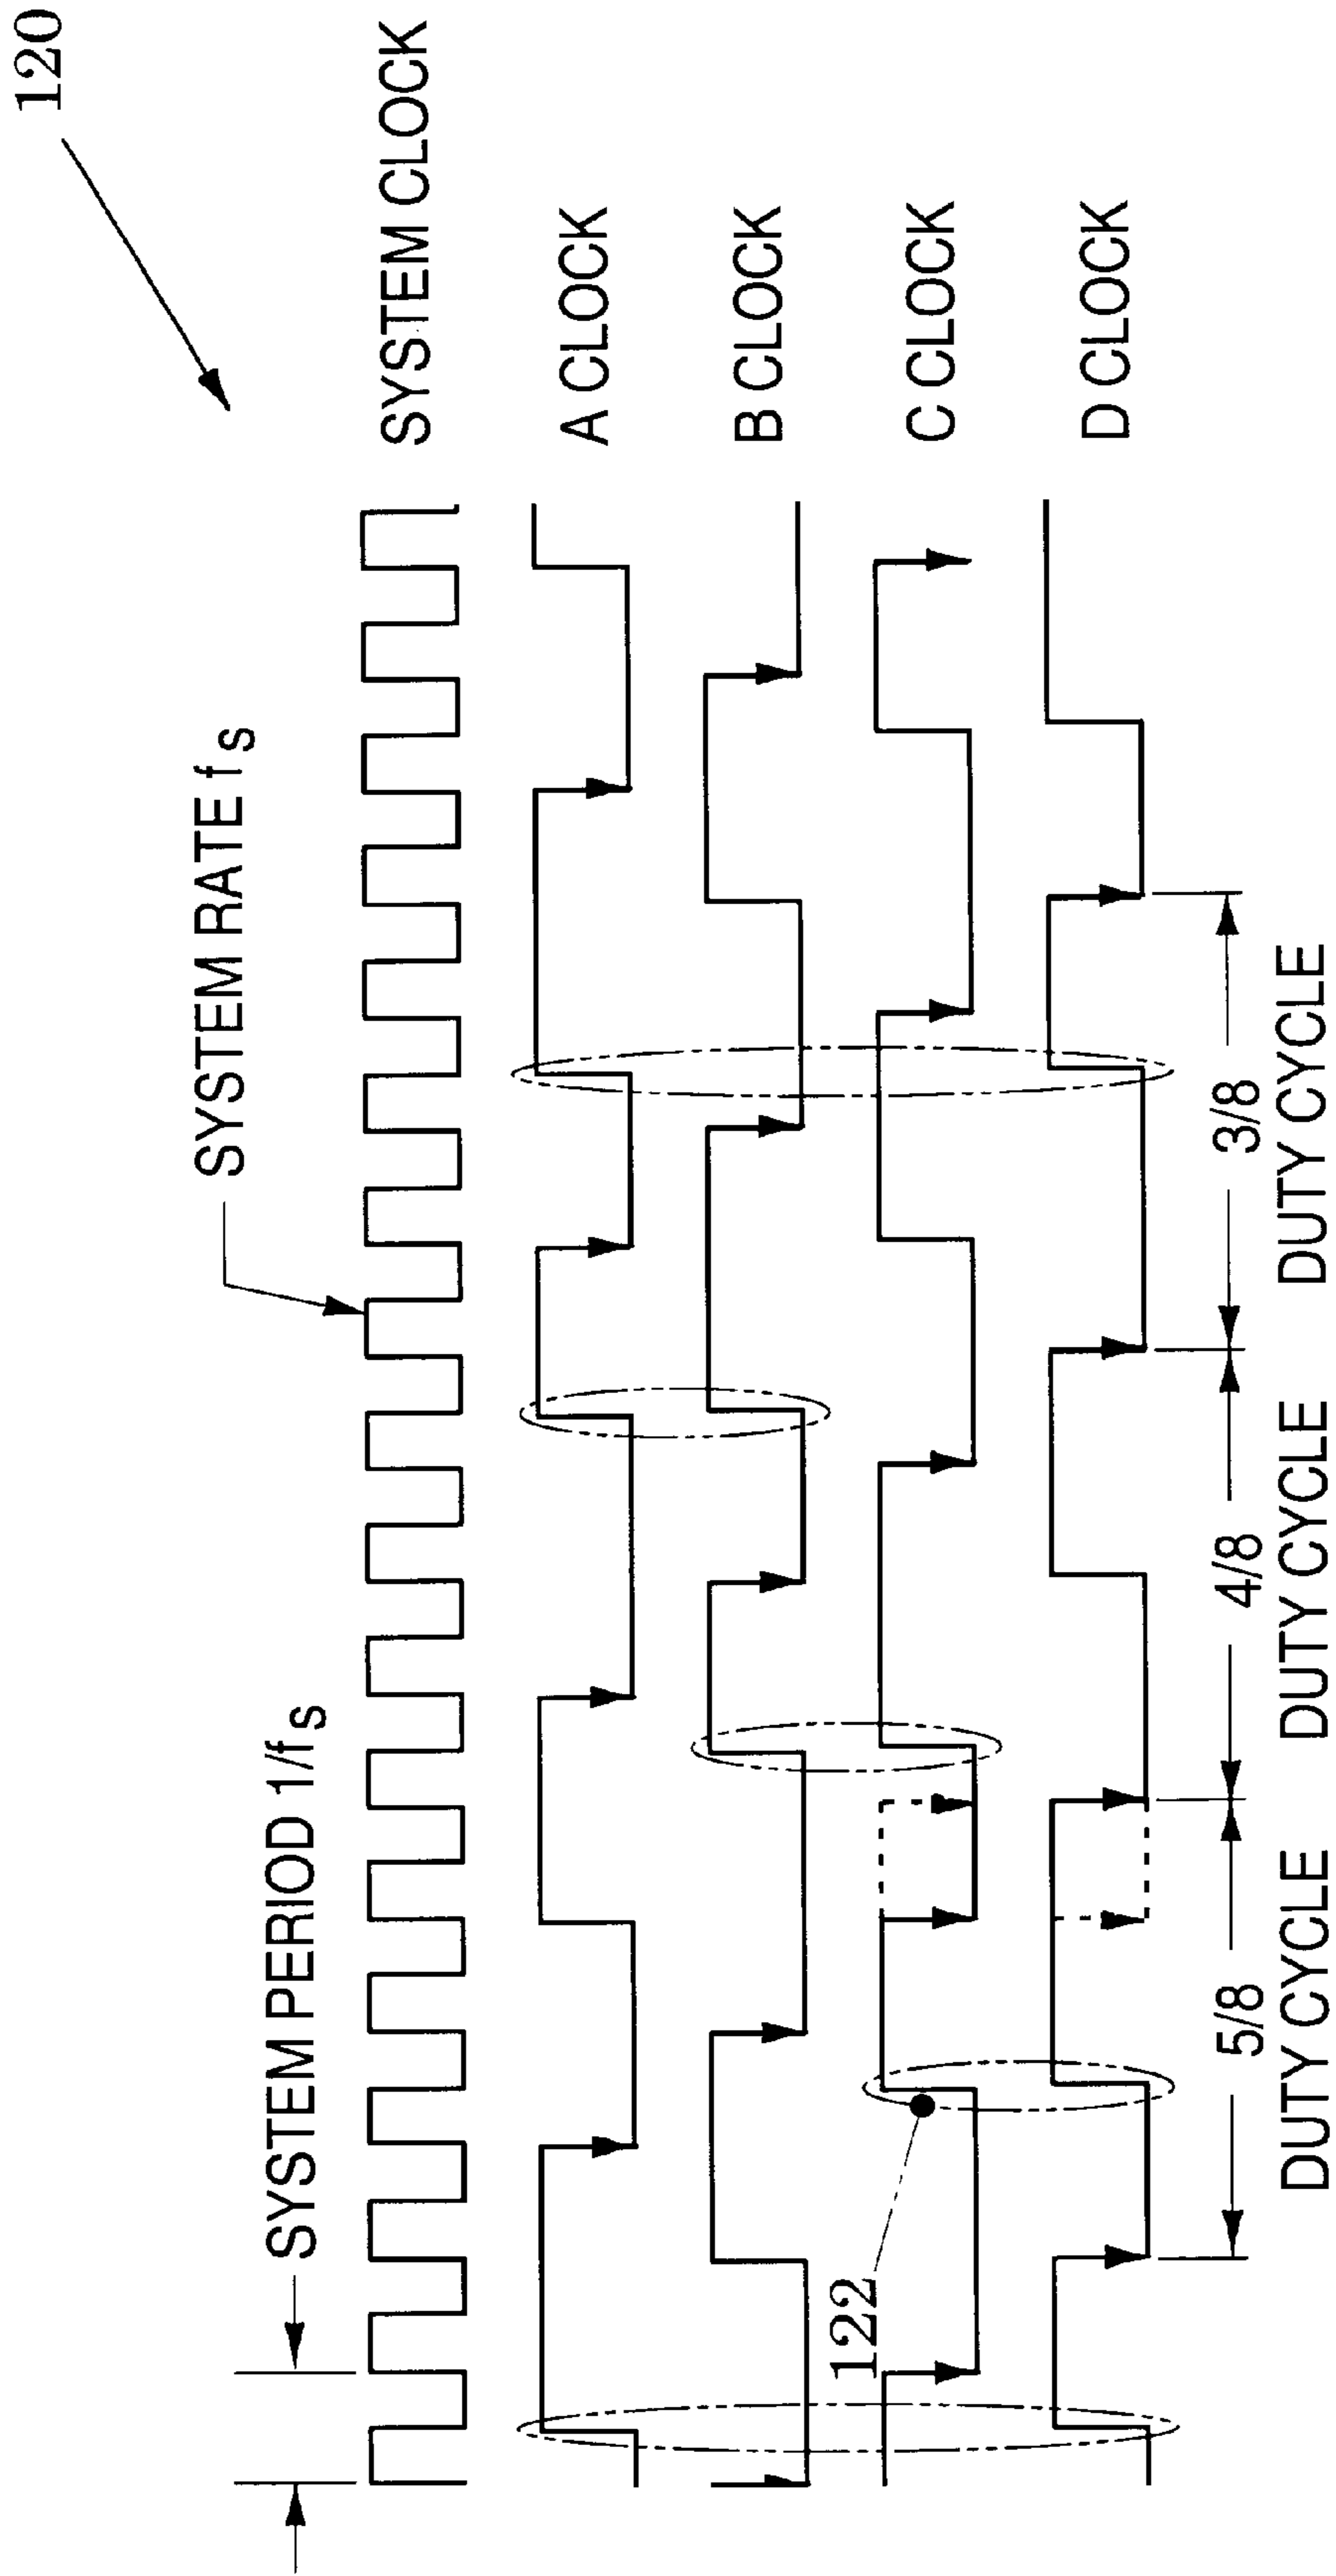 120
SYSTEM PERIOD 1/fs
SYSTEM RATE fs
SYSTEM CLOCK
A CLOCK
B CLOCK
122
C CLOCK
D CLOCK
5/8
DUTY CYCLE
4/8
DUTY CYCLE
3/8
DUTY CYCLE